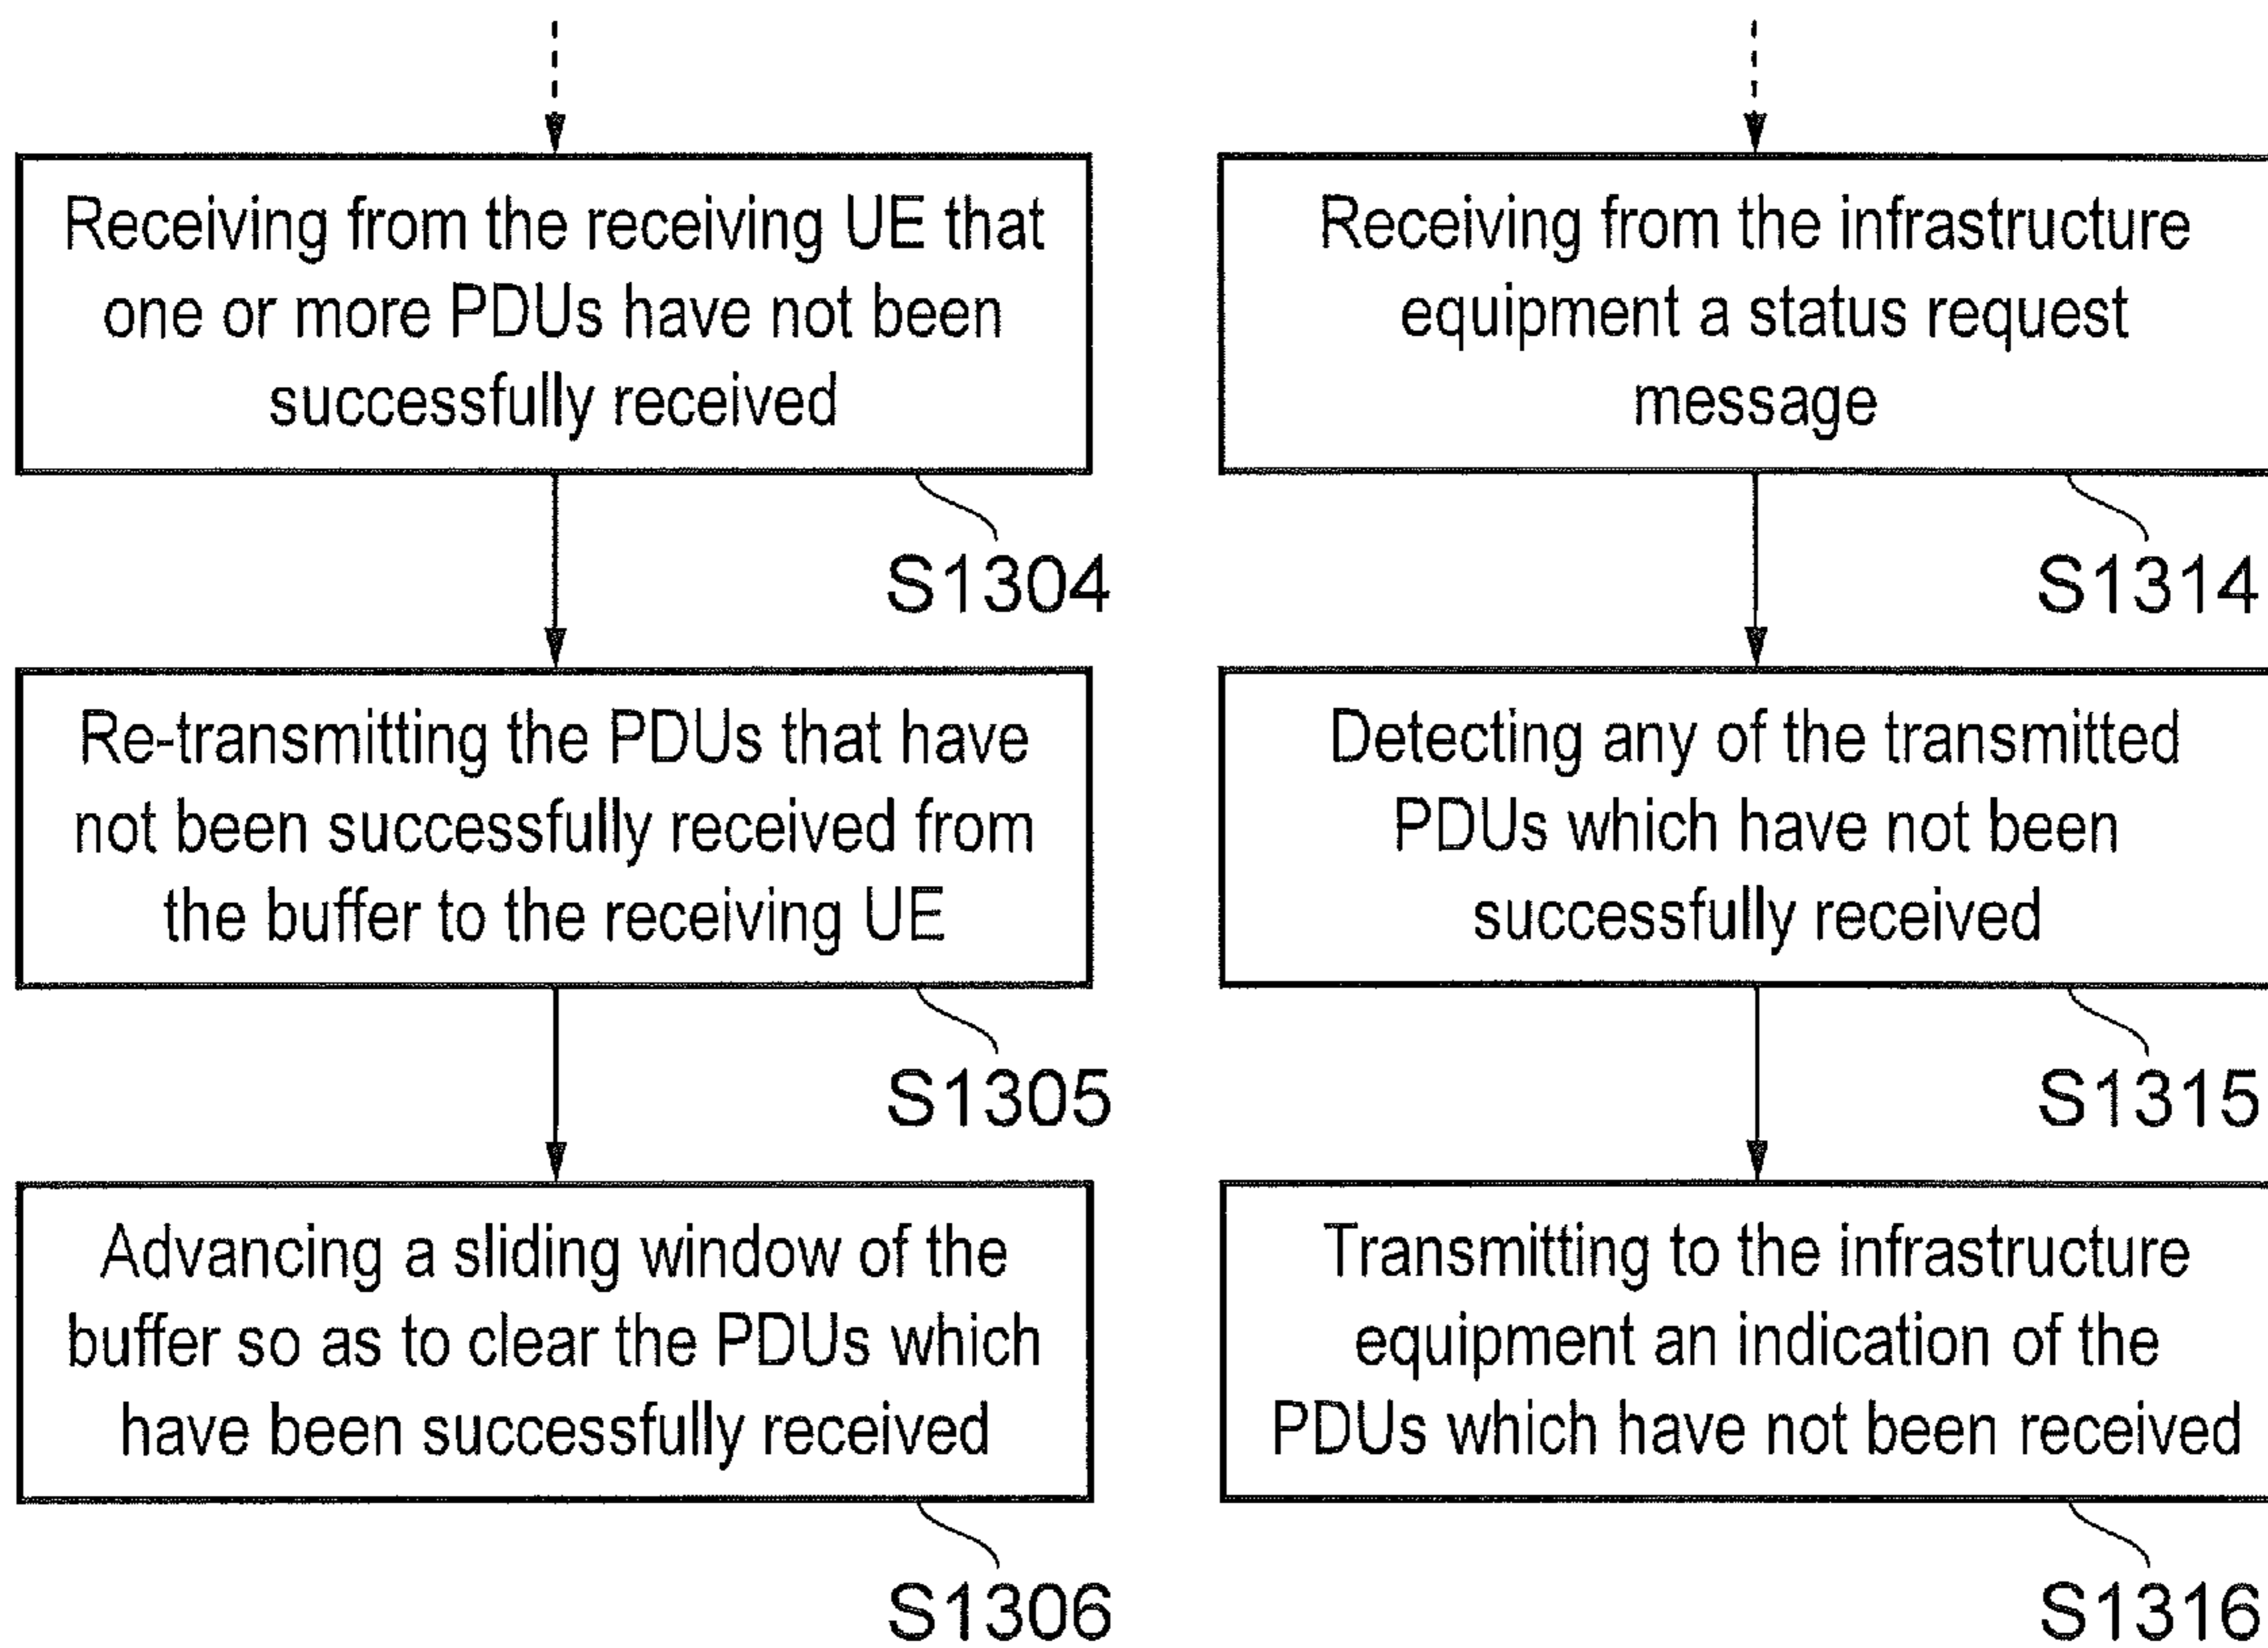 Receiving from the receiving UE that
one or more PDUs have not been
successfully received
S1304
Re-transmitting the PDUs that have
not been successfully received from
the buffer to the receiving UE
S1305
Advancing a sliding window of the
buffer so as to clear the PDUs which
have been successfully received
S1306
Receiving from the infrastructure
equipment a status request
message
S1314
Detecting any of the transmitted
PDUs which have not been
successfully received
S1315
Transmitting to the infrastructure
equipment an indication of the
PDUs which have not been received
S1316